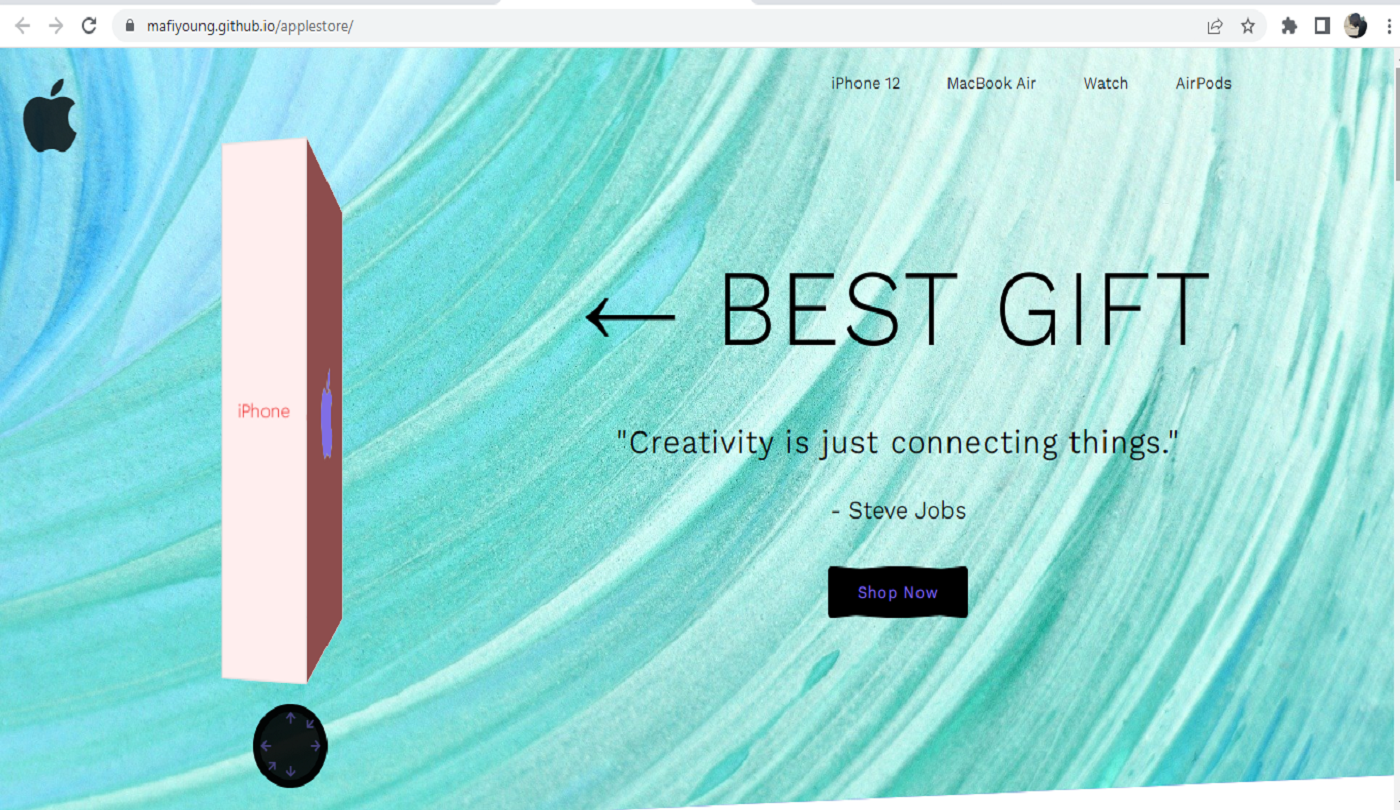 mafiyoung.github.io/applestore/
iPhone 12 MacBook Air Watch AirPods
← BEST GIFT
iPhone
"Creativity is just connecting things."
- Steve Jobs
Shop Now